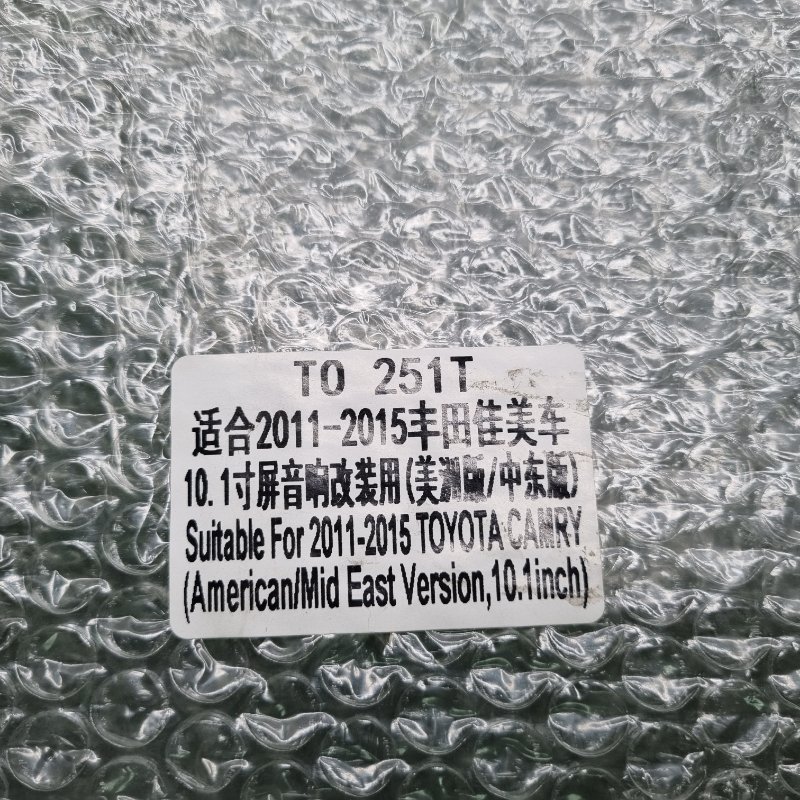 TO 251T
适合2011-2015丰田佳美车
10.1寸屏音响改装用(美洲版/中东版)
Suitable For 2011-2015 TOYOTA CAMRY
(American/Mid East Version,10.1inch)